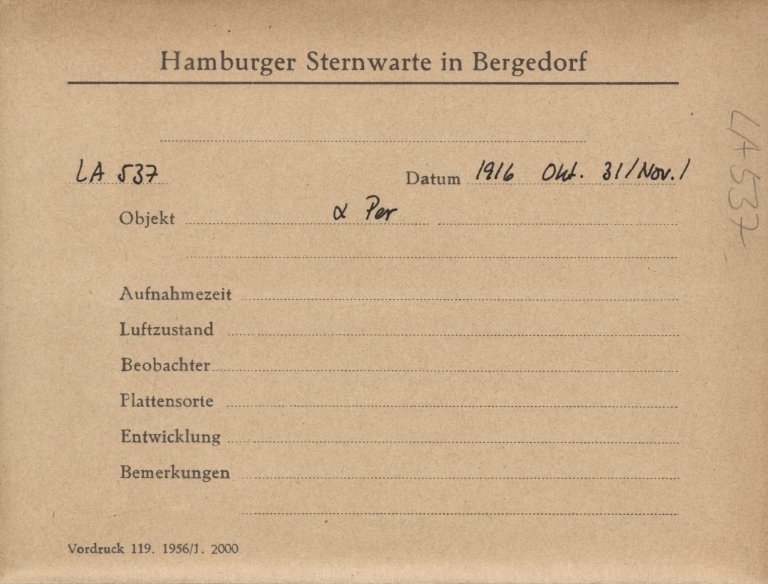 Hamburger Sternwarte in Bergedorf
LA 537 Datum 1916 Okt. 31/Nov. 1
Objekt α Per
Aufnahmezeit
Luftzustand
Beobachter
Plattensorte
Entwicklung
Bemerkungen
Vordruck 119. 1956/1. 2000
LA 537